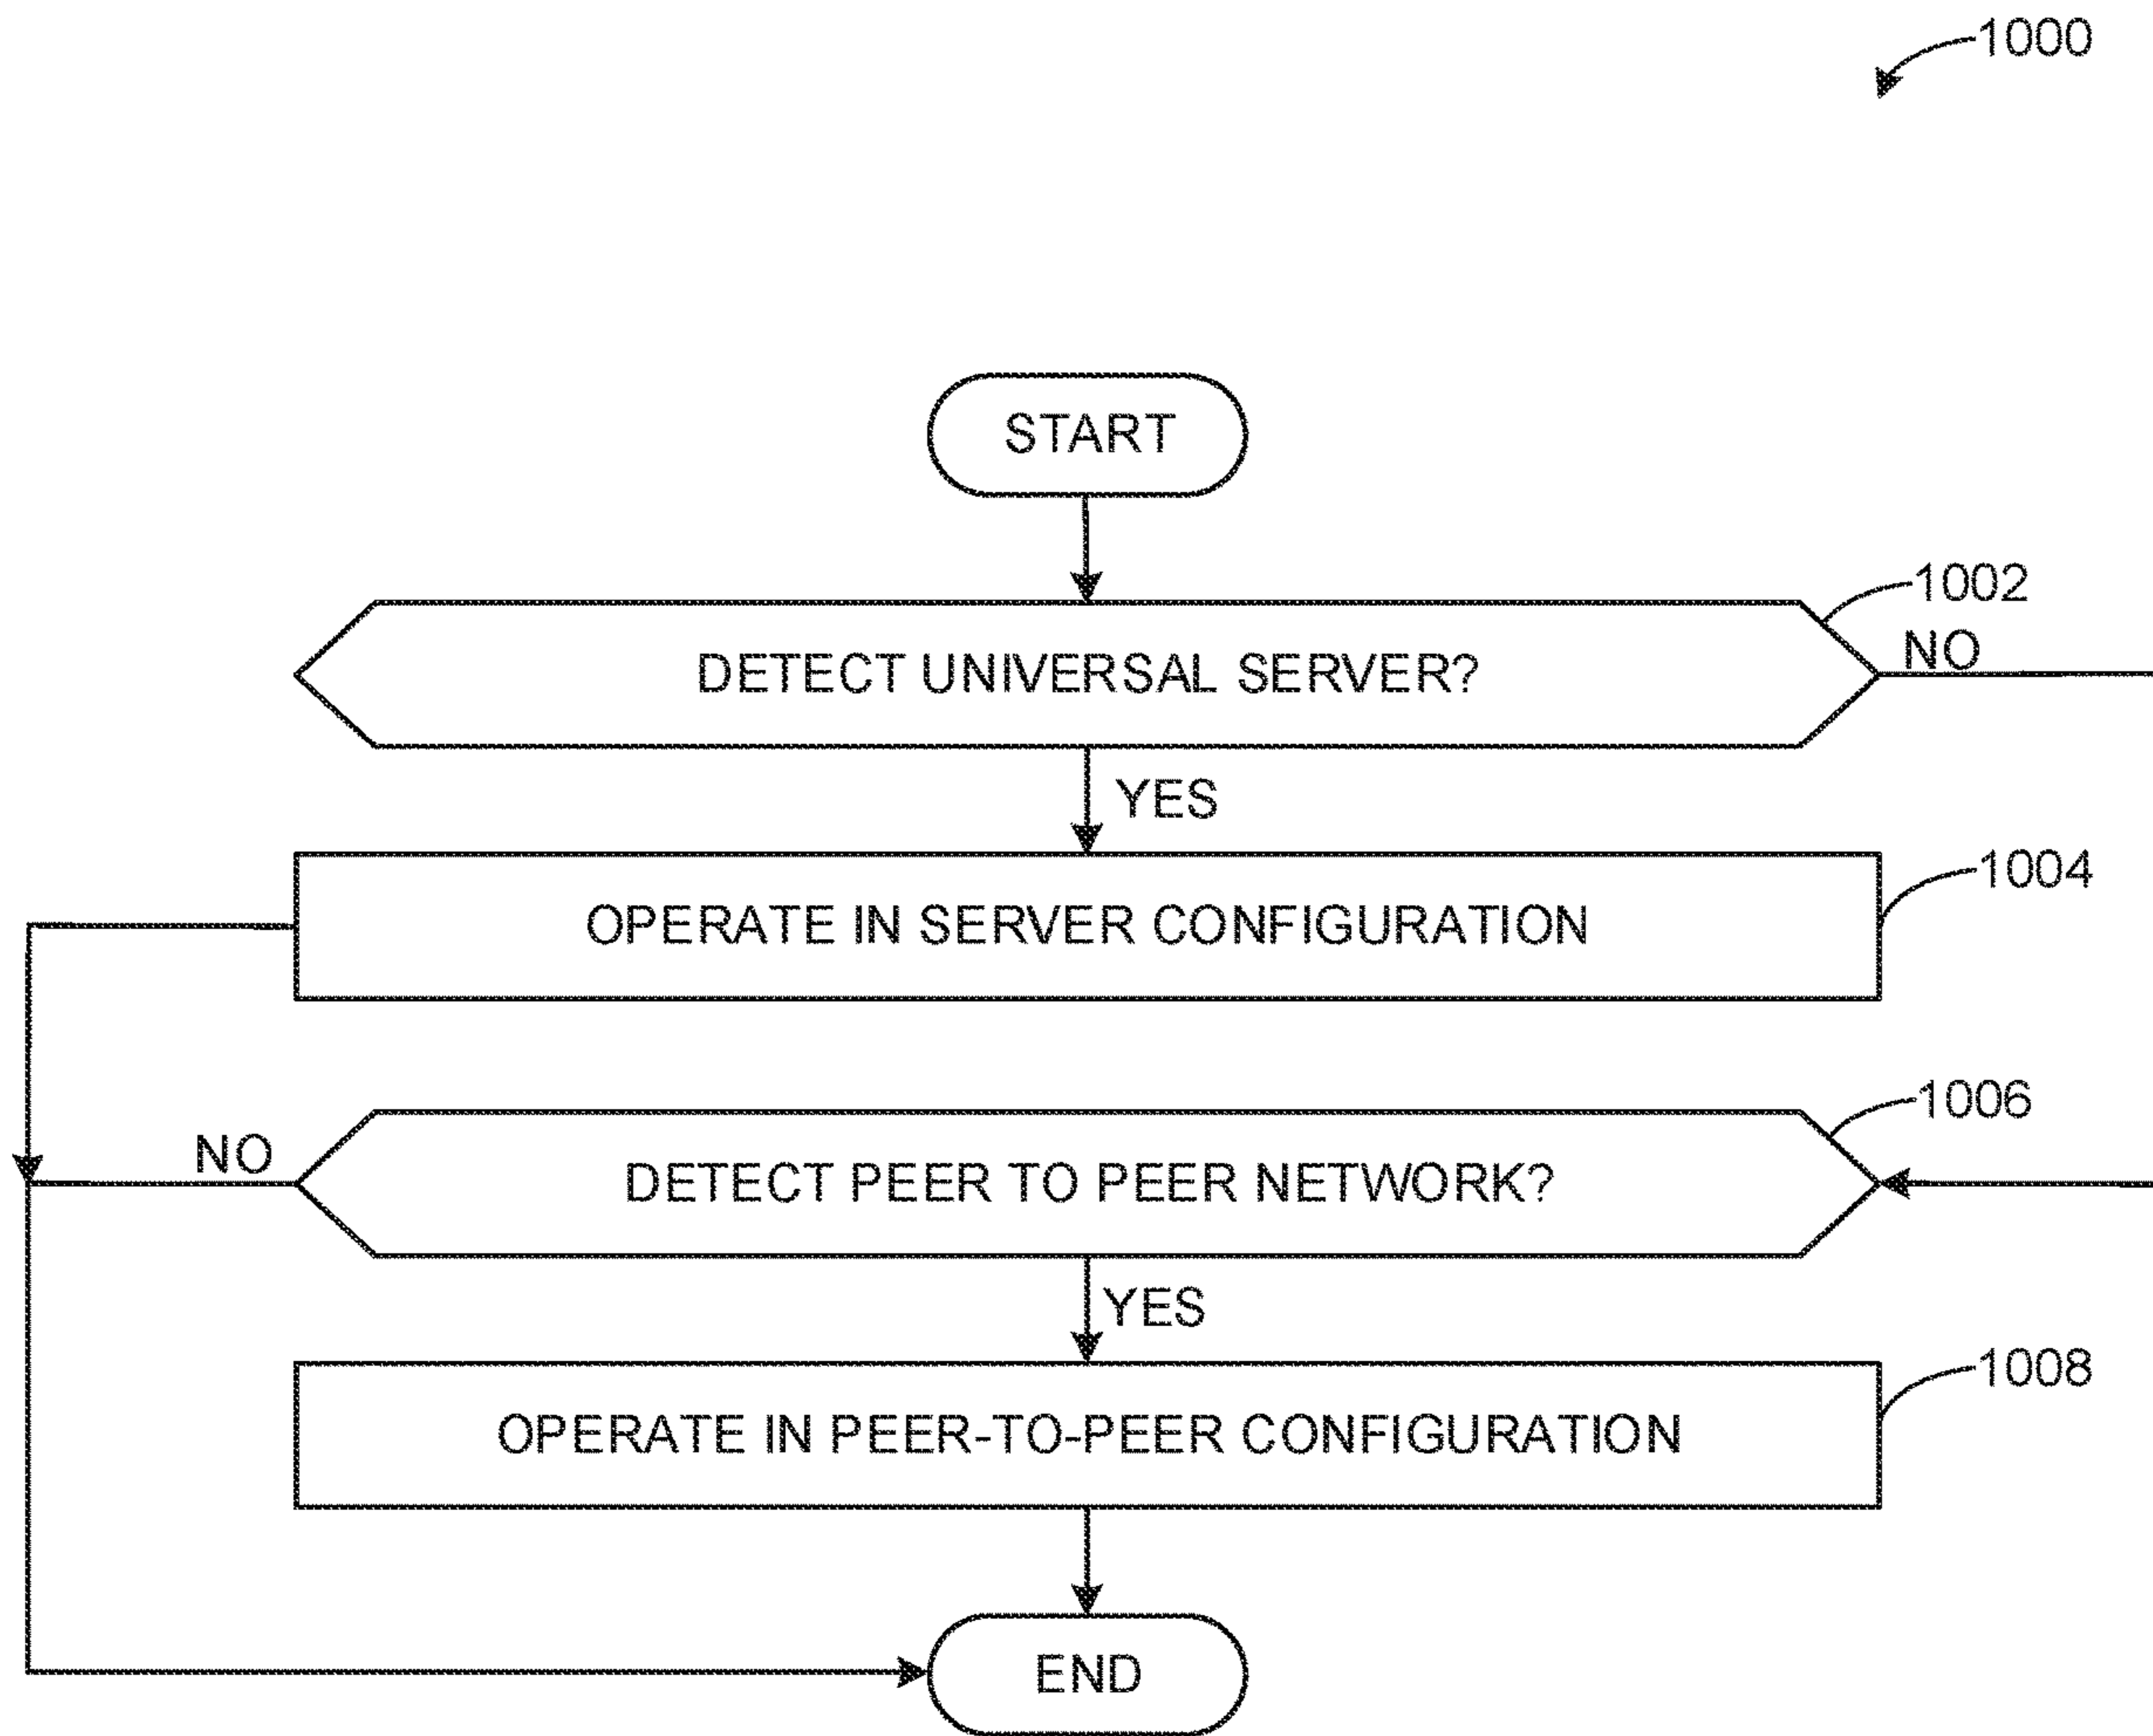 1000
START
1002
DETECT UNIVERSAL SERVER?
NO
YES
1004
OPERATE IN SERVER CONFIGURATION
1006
NO
DETECT PEER TO PEER NETWORK?
YES
1008
OPERATE IN PEER-TO-PEER CONFIGURATION
END